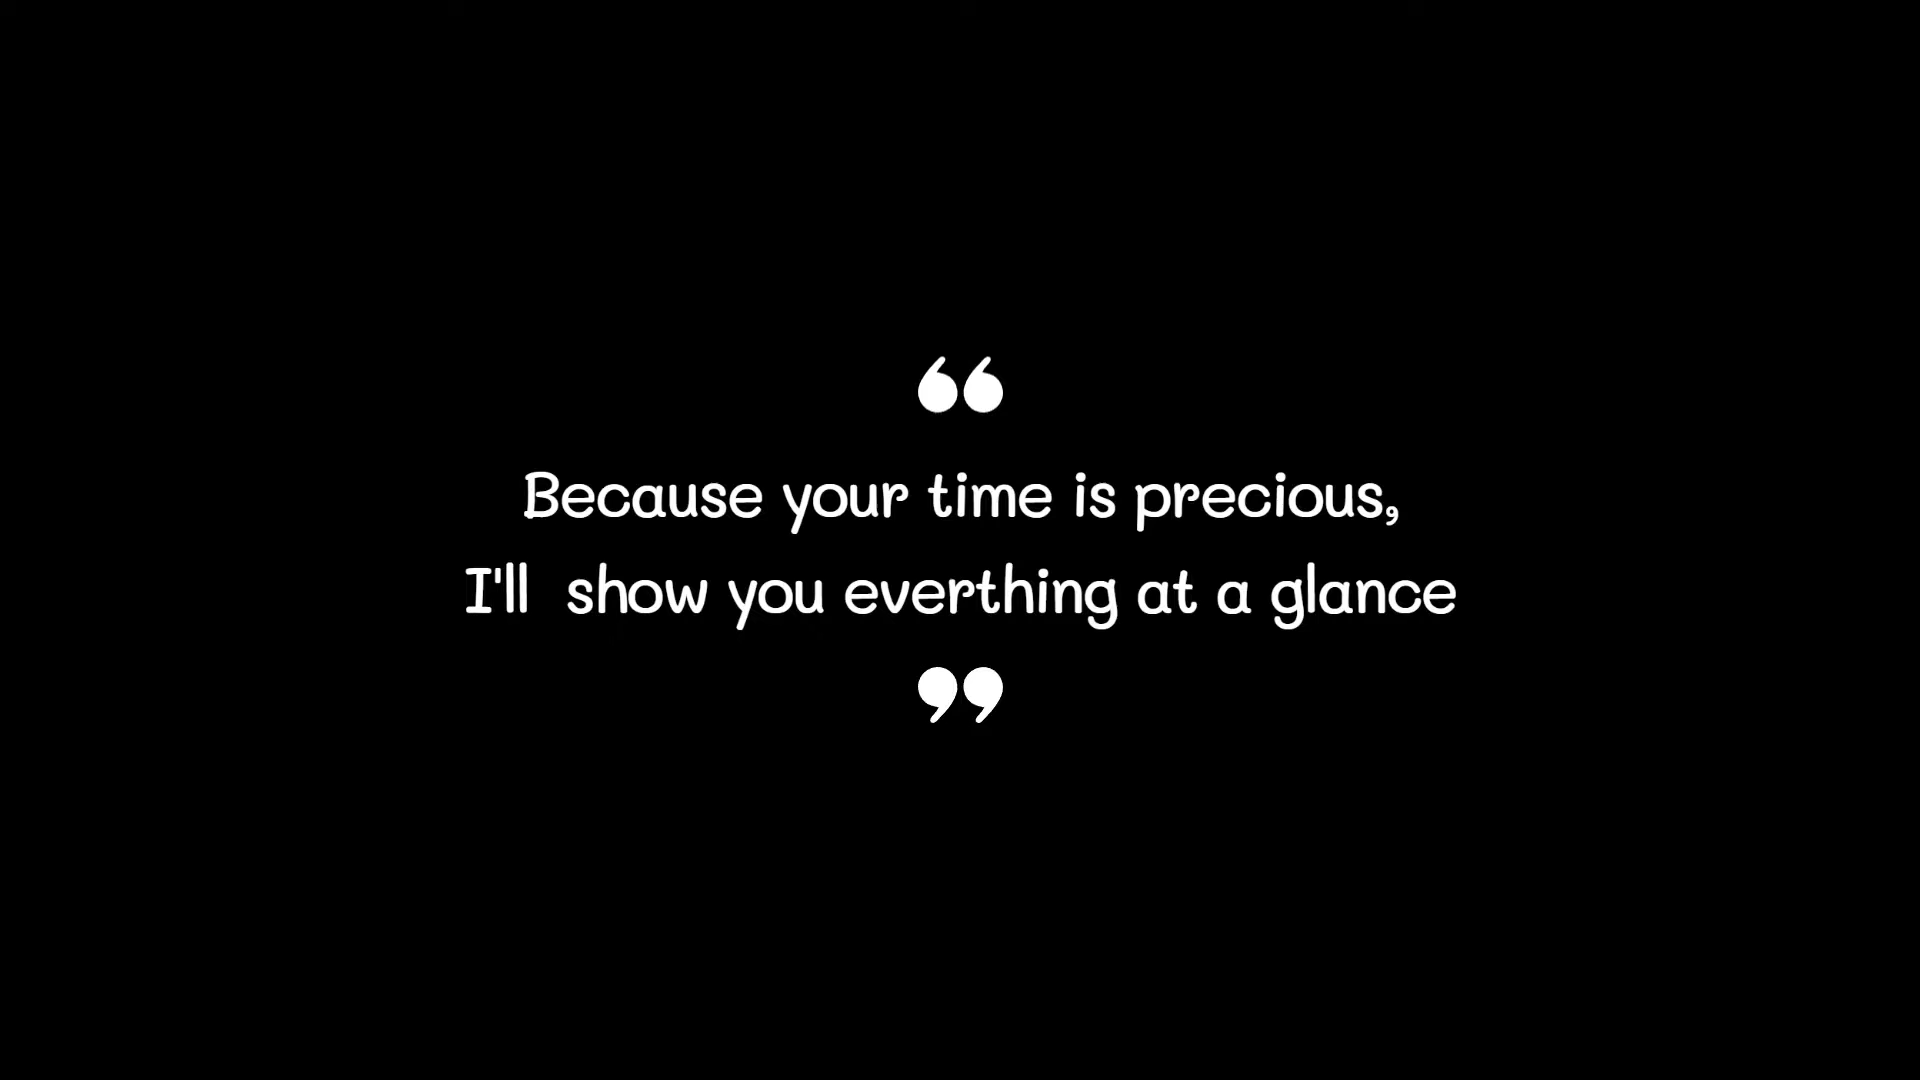 “
Because your time is precious,
I'll  show you everthing at a glance
”